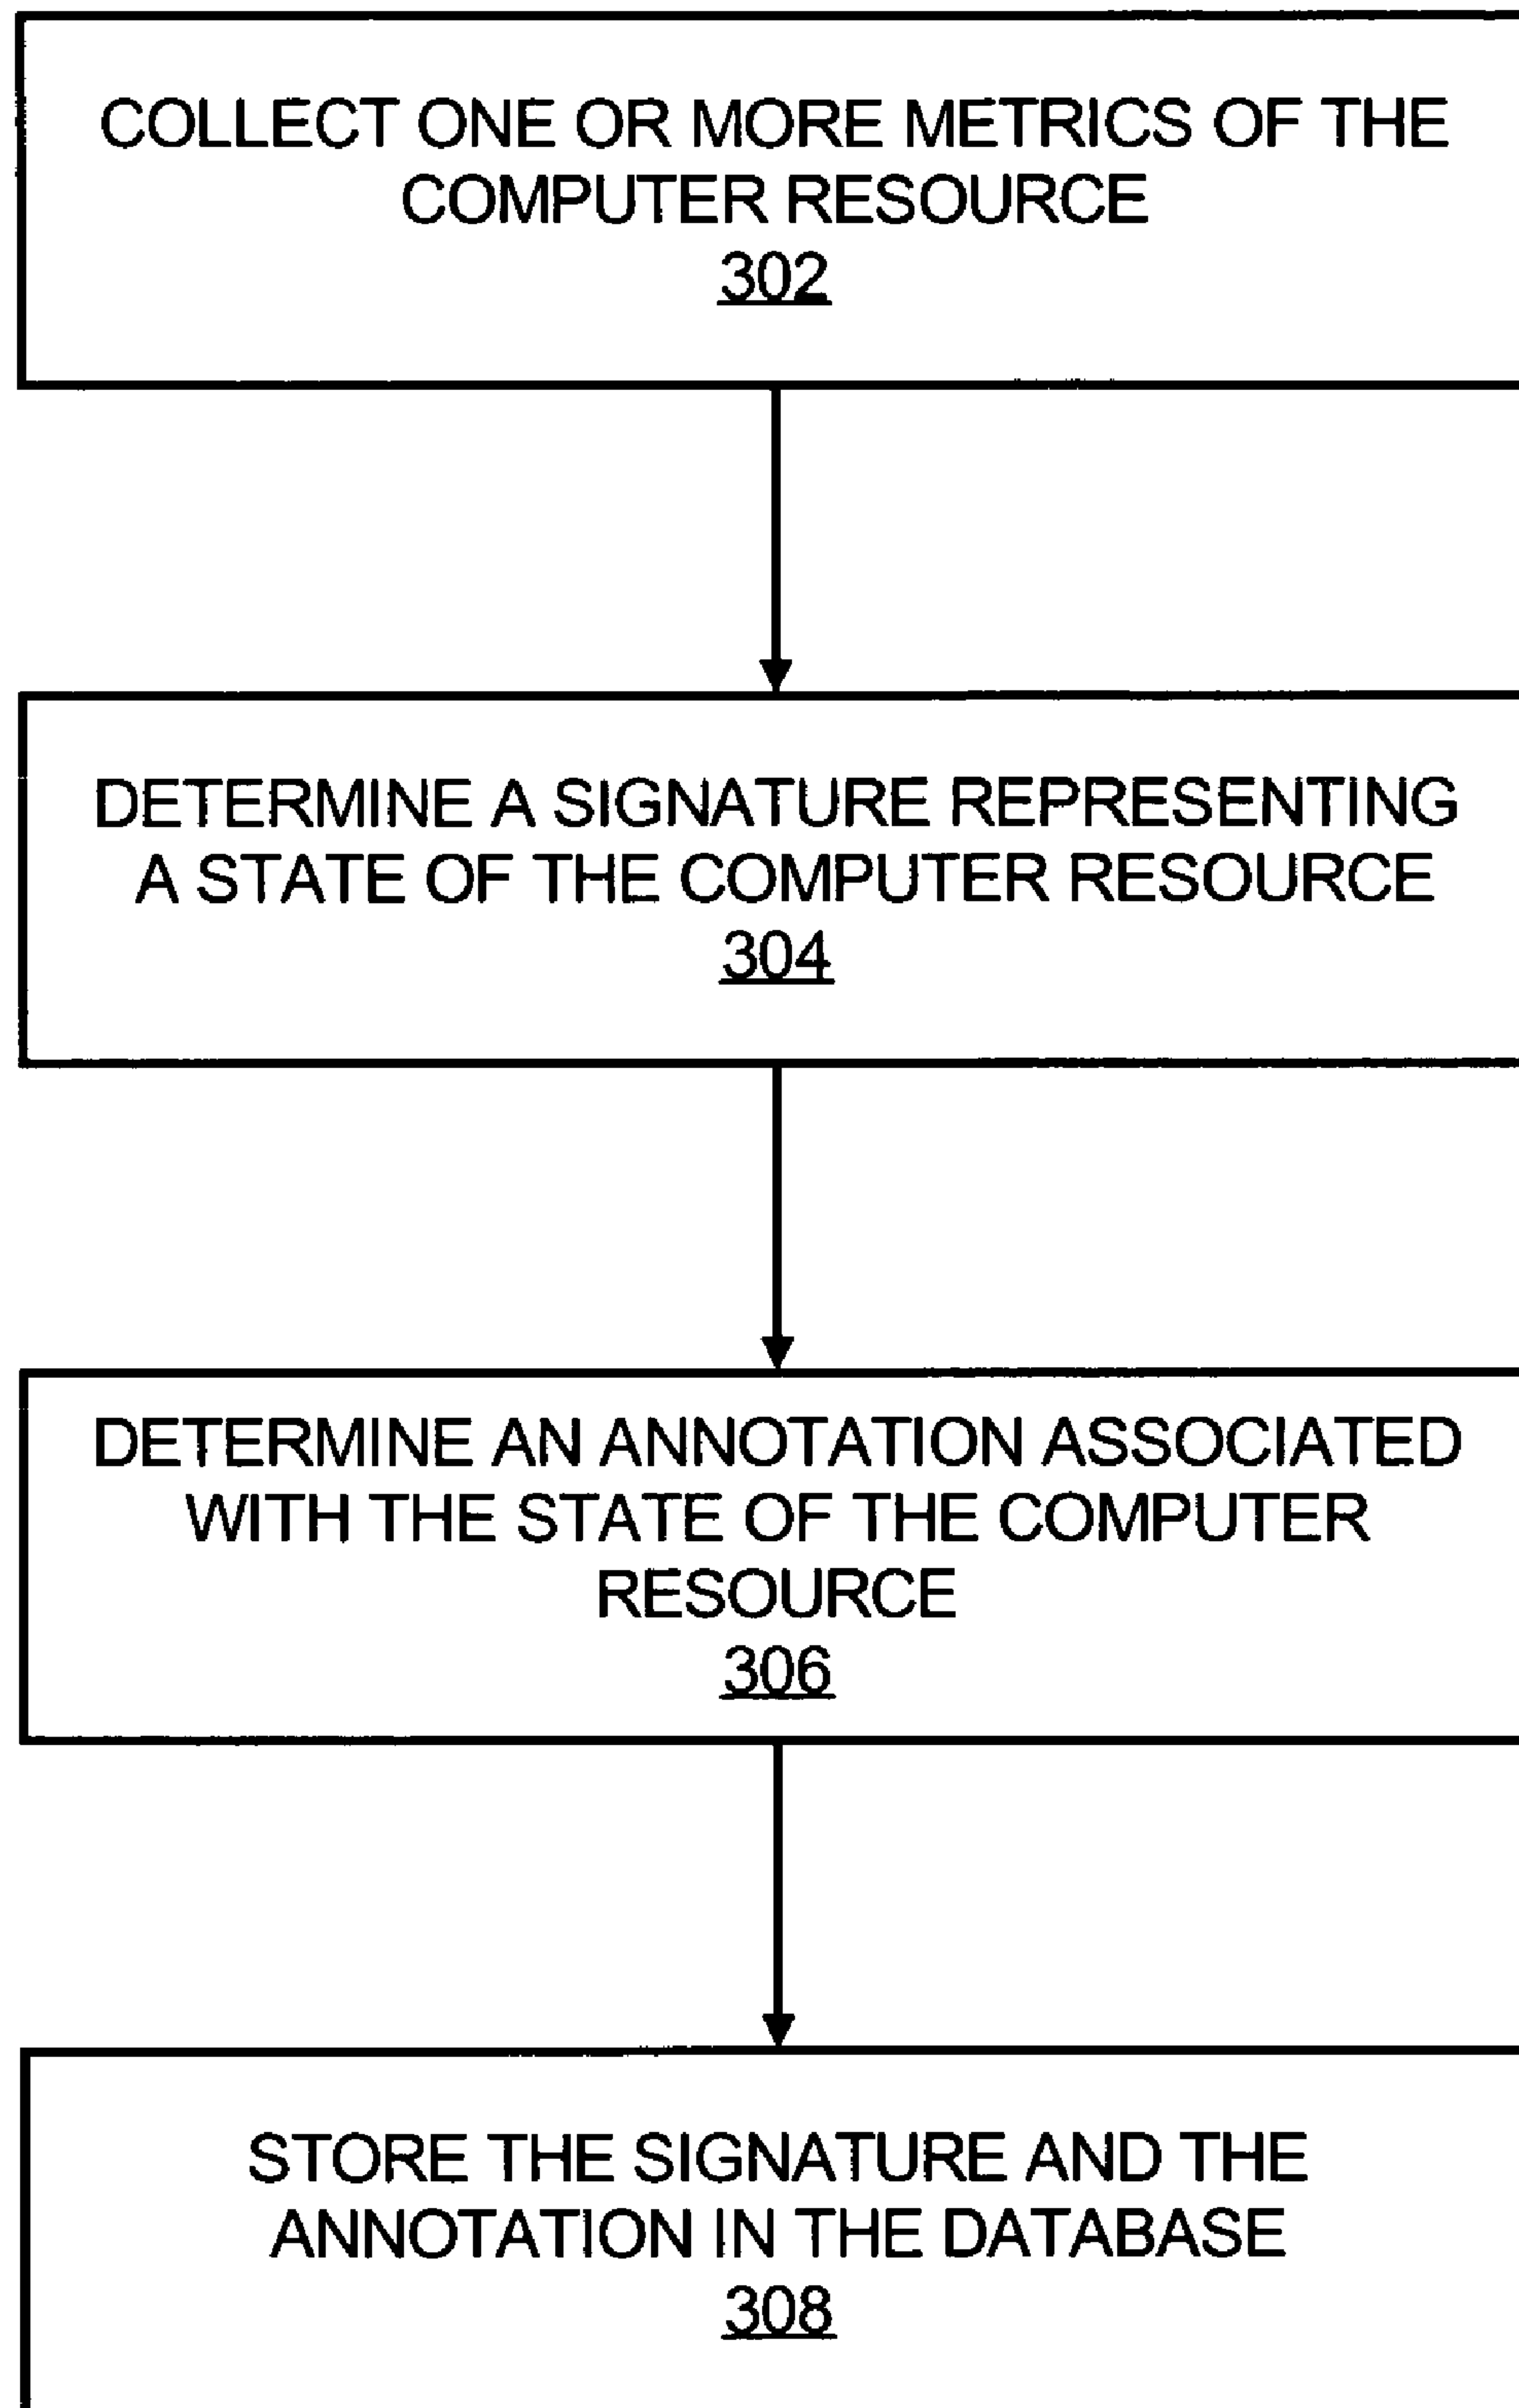 COLLECT ONE OR MORE METRICS OF THE
COMPUTER RESOURCE
302
DETERMINE A SIGNATURE REPRESENTING
A STATE OF THE COMPUTER RESOURCE
304
DETERMINE AN ANNOTATION ASSOCIATED
WITH THE STATE OF THE COMPUTER
RESOURCE
306
STORE THE SIGNATURE AND THE
ANNOTATION IN THE DATABASE
308